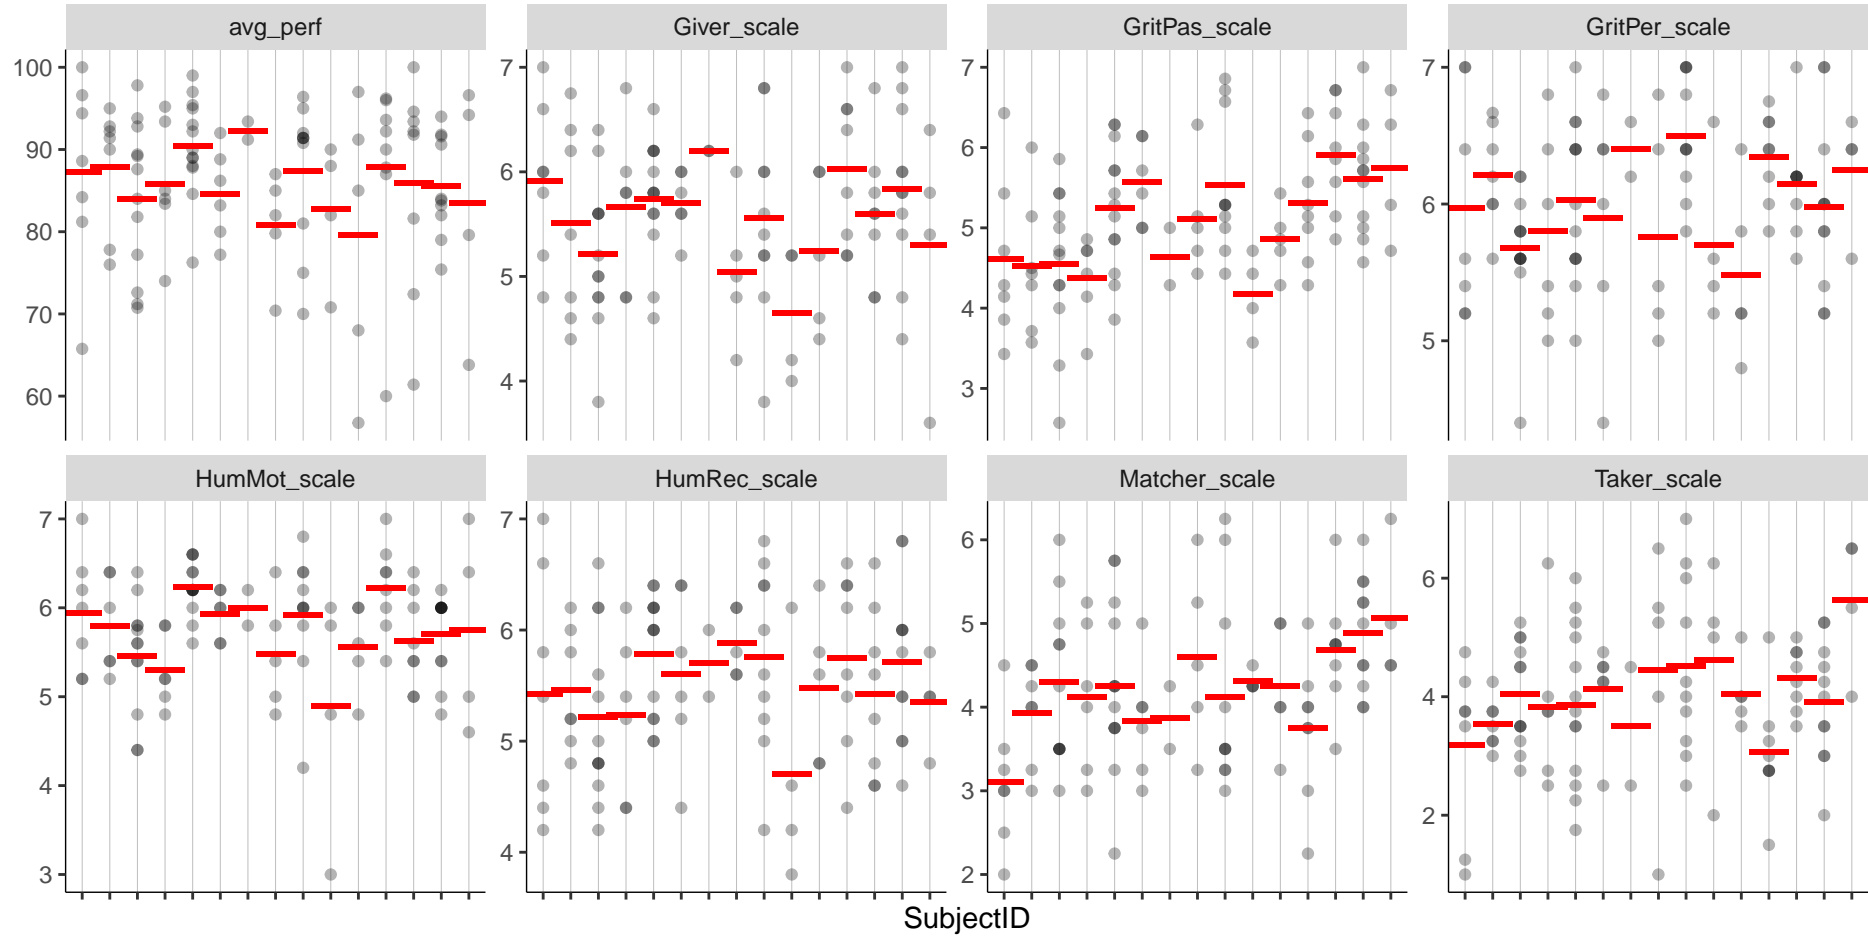 avg_perf Giver_scale GritPas_scale GritPer_scale
100 7 7 7
90 6 6 6
80 5 5 5
70 4 4
60 3
HumMot_scale HumRec_scale Matcher_scale Taker_scale
7 7 6 6
6 6 5 4
5 5 4 2
4 4 3
3 2
SubjectID